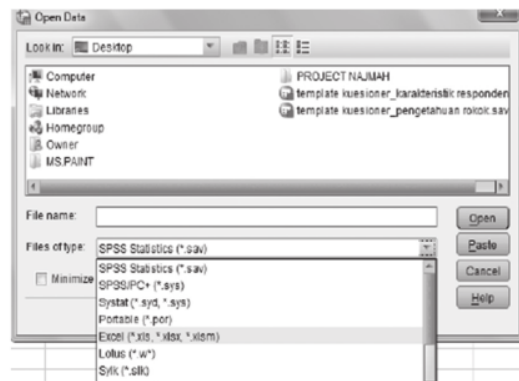 Open Data
Look in: Desktop
Computer
Network
Libraries
Homegroup
Owner
MS.PAINT
PROJECT NAJMAH
template kuesioner_karakteristik responden
template kuesioner_pengetahuan rokok.sav
File name:
Open
Files of type: SPSS Statistics (*.sav)
Paste
Minimize
Cancel
Help
SPSS Statistics (*.sav)
SPSS/PC+ (*.sys)
Systat (*.syd, *.sys)
Portable (*.por)
Excel (*.xls, *.xlsx, *.xlsm)
Lotus (*.w*)
Sylk (*.slk)